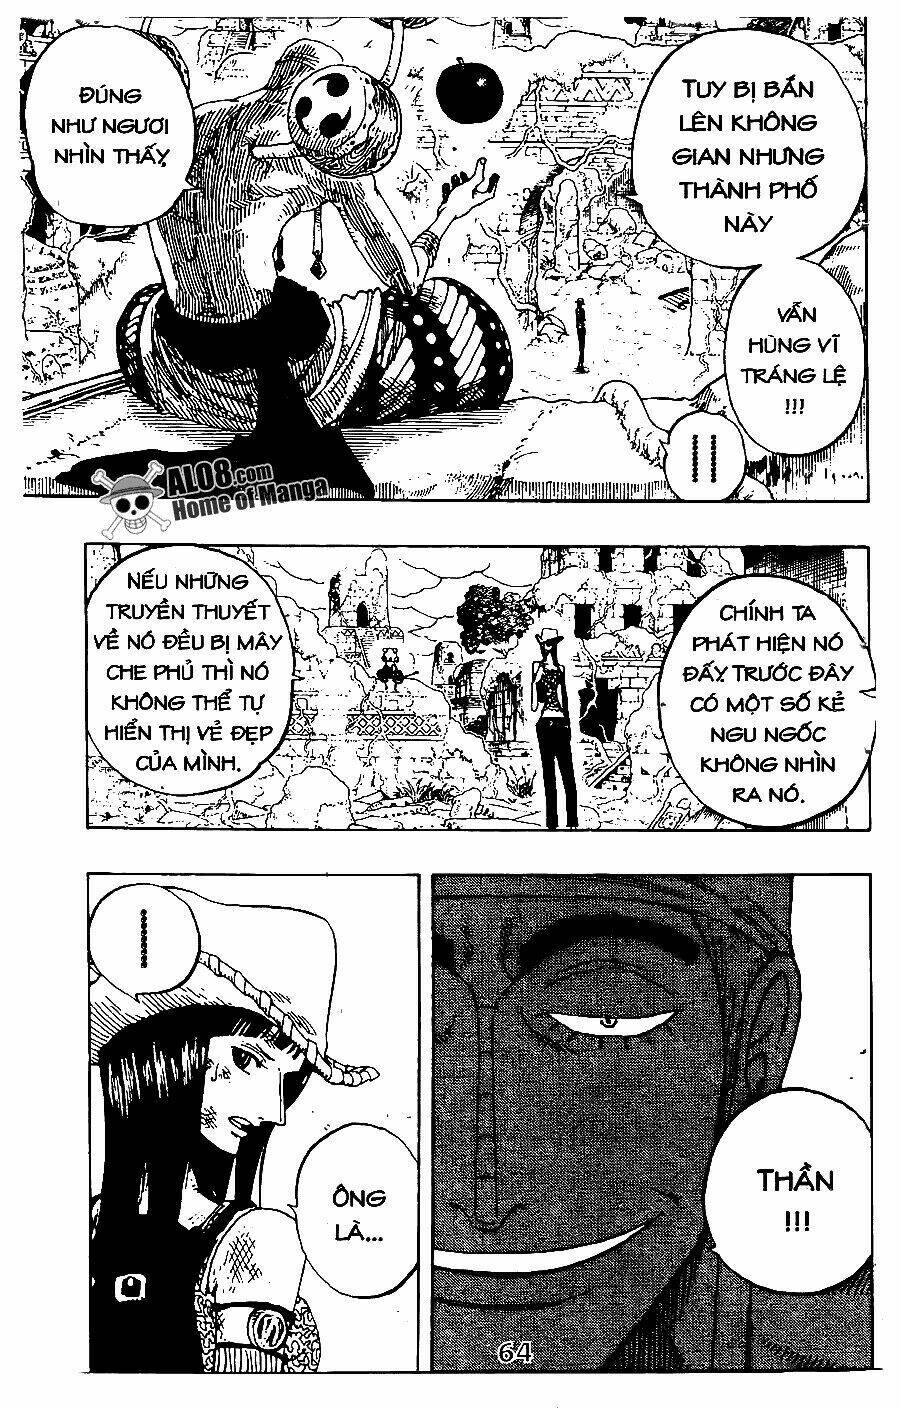 TUY BỊ BẮN
LÊN KHÔNG
GIAN NHƯNG
THÀNH PHỐ
NÀY
VẪN
HÙNG VĨ
TRÁNG LỆ
!!!
ĐÚNG
NHƯ NGƯƠI
NHÌN THẤY.
AL08.com
Home of Manga
CHÍNH TA
PHÁT HIỆN NÓ
ĐẤY. TRƯỚC ĐÂY
CÓ MỘT SỐ KẺ
NGU NGỐC
KHÔNG NHÌN
RA NÓ.
NẾU NHỮNG
TRUYỀN THUYẾT
VỀ NÓ ĐỀU BỊ MÂY
CHE PHỦ THÌ NÓ
KHÔNG THỂ TỰ
HIỂN THỊ VẺ ĐẸP
CỦA MÌNH.
THẦN
!!!
ÔNG
LÀ...
64